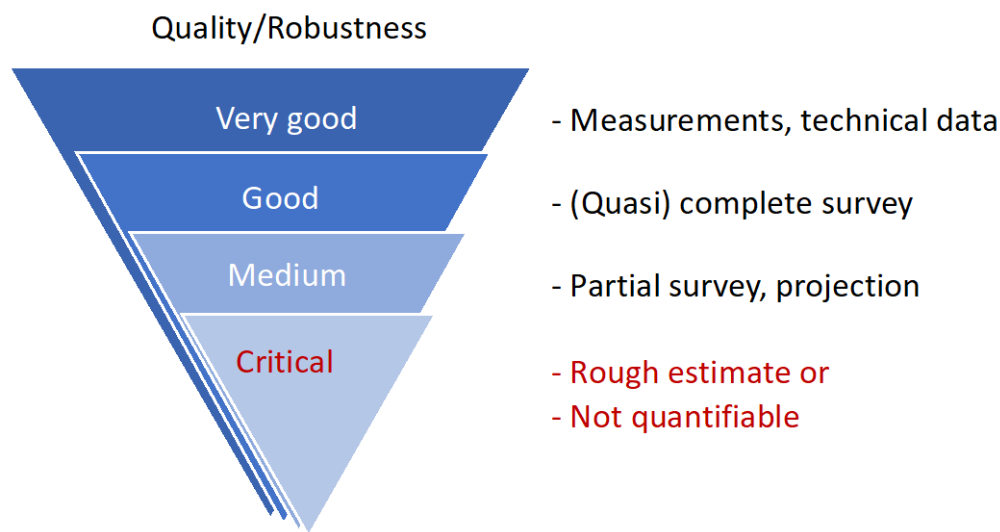 Quality/Robustness
Very good
- Measurements, technical data
Good
- (Quasi) complete survey
Medium
- Partial survey, projection
Critical
- Rough estimate or
- Not quantifiable